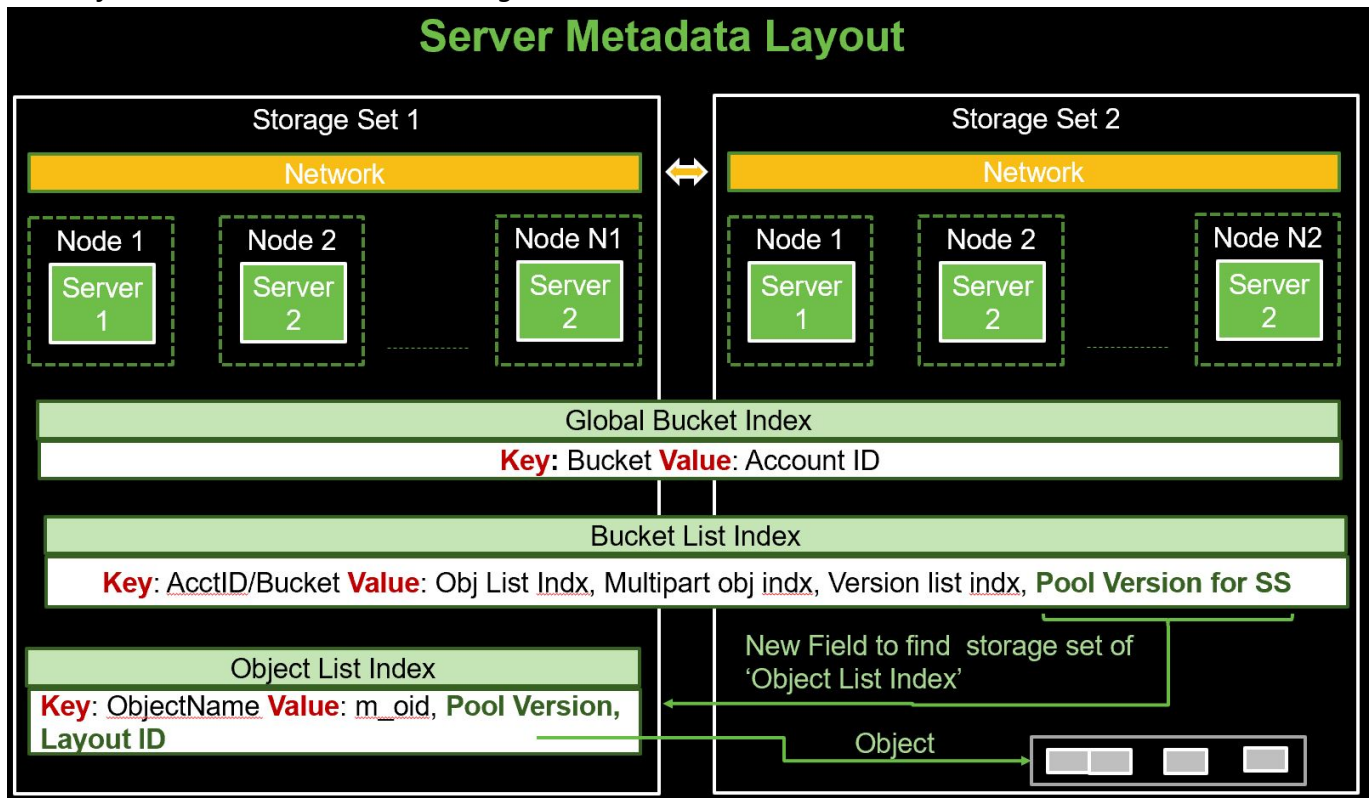 Server Metadata Layout
Storage Set 1
Storage Set 2
Network
Network
Node 1
Node 2
Node N1
Node 1
Node 2
Node N2
Server
1
Server
2
Server
2
Server
1
Server
2
Server
2
Global Bucket Index
Key: Bucket Value: Account ID
Bucket List Index
Key: AcctID/Bucket Value: Obj List Indx, Multipart obj indx, Version list indx, Pool Version for SS
New Field to find storage set of
‘Object List Index’
Object List Index
Key: ObjectName Value: m_oid, Pool Version,
Layout ID
Object